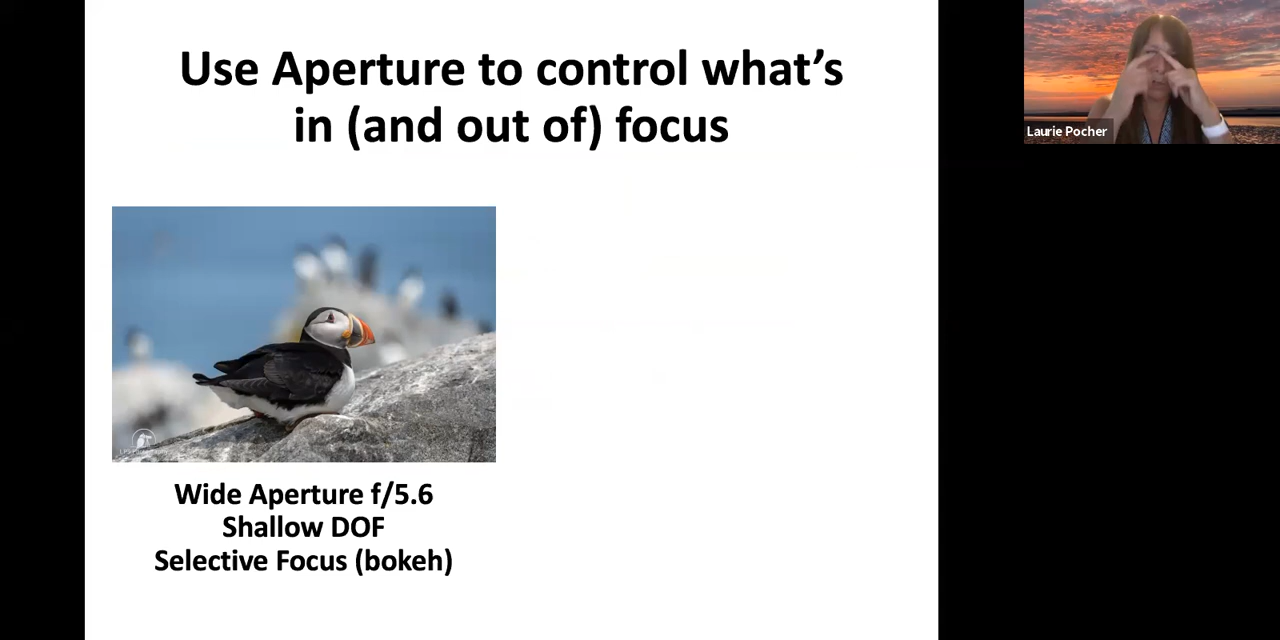 Use Aperture to control what’s
in (and out of) focus
Laurie Pocher
Wide Aperture f/5.6
Shallow DOF
Selective Focus (bokeh)